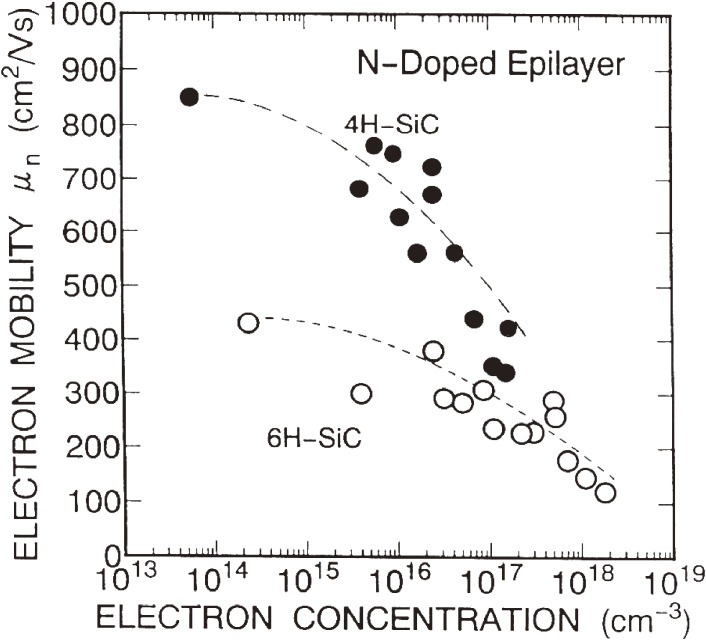 1000
900
800
700
600
500
400
300
200
100
0
ELECTRON MOBILITY μn (cm²/Vs)
N–Doped Epilayer
4H–SiC
6H–SiC
10¹³ 10¹⁴ 10¹⁵ 10¹⁶ 10¹⁷ 10¹⁸ 10¹⁹
ELECTRON CONCENTRATION (cm⁻³)